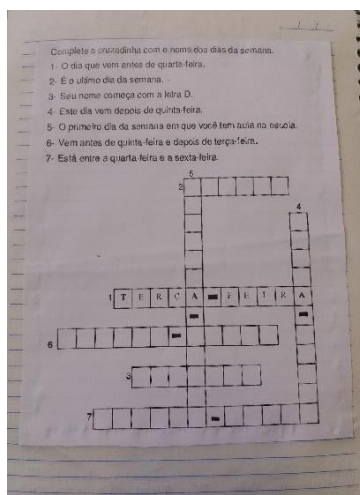 Complete a cruzadinha com o nome dos dias da semana.
1- O dia que vem antes de quarta-feira.
2- É o ultimo dia da semana.
3- Seu nome começa com a letra D.
4- Este dia vem depois de quinta-feira.
5- O primeiro dia da semana em que você tem aula na escola.
6- Vem antes de quinta-feira e depois de terça-feira.
7- Está entre a quarta-feira e a sexta-feira.
5
2
4
1 T E R C A - F E I R A
6
3
7